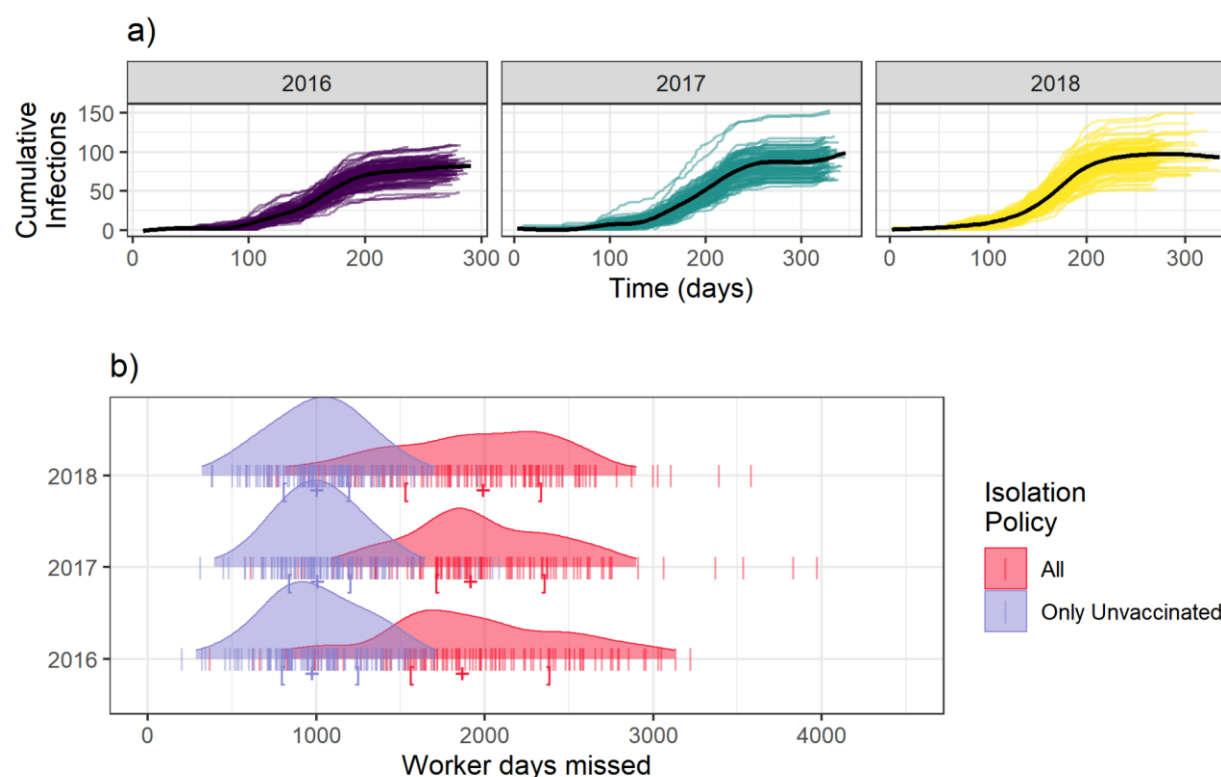 a)
2016 2017 2018
150
100
50
0
Cumulative
Infections
0 100 200 300 0 100 200 300 0 100 200 300
Time (days)
b)
2018
2017
2016
0 1000 2000 3000 4000
Worker days missed
Isolation
Policy
All
Only Unvaccinated